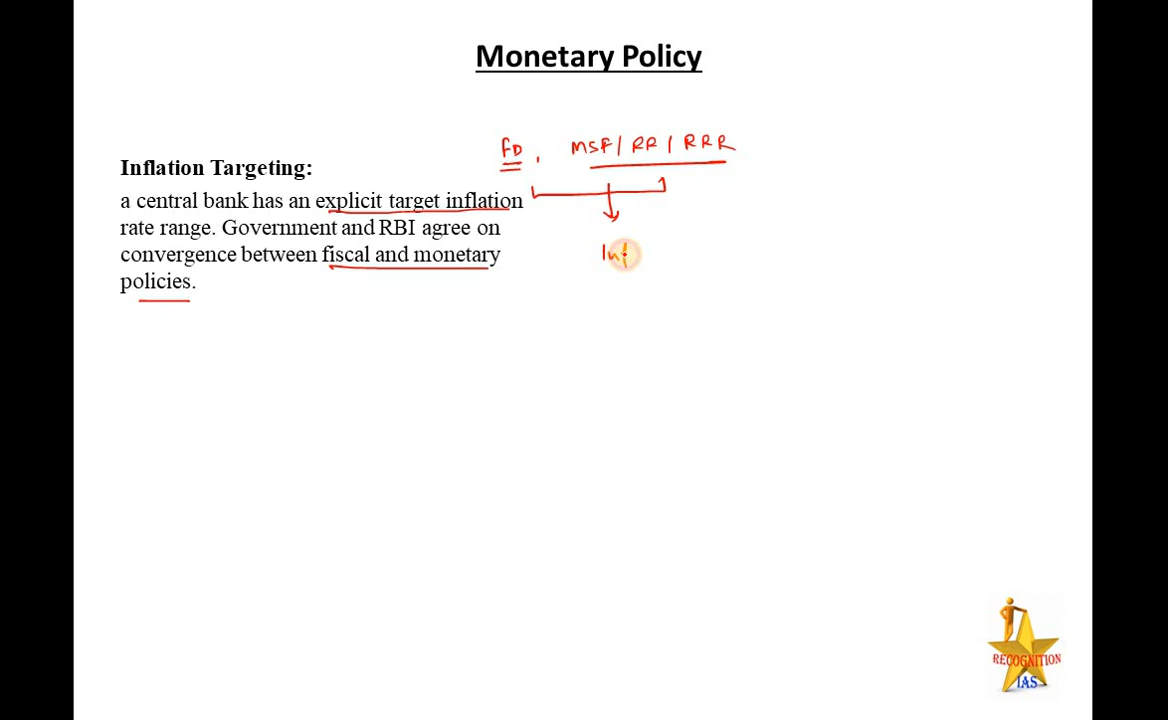 Monetary Policy
FD, MSF/ RR / RRR
Inflation Targeting:
a central bank has an explicit target inflation
rate range. Government and RBI agree on
convergence between fiscal and monetary
policies.
Inf
RECOGNITION
IAS